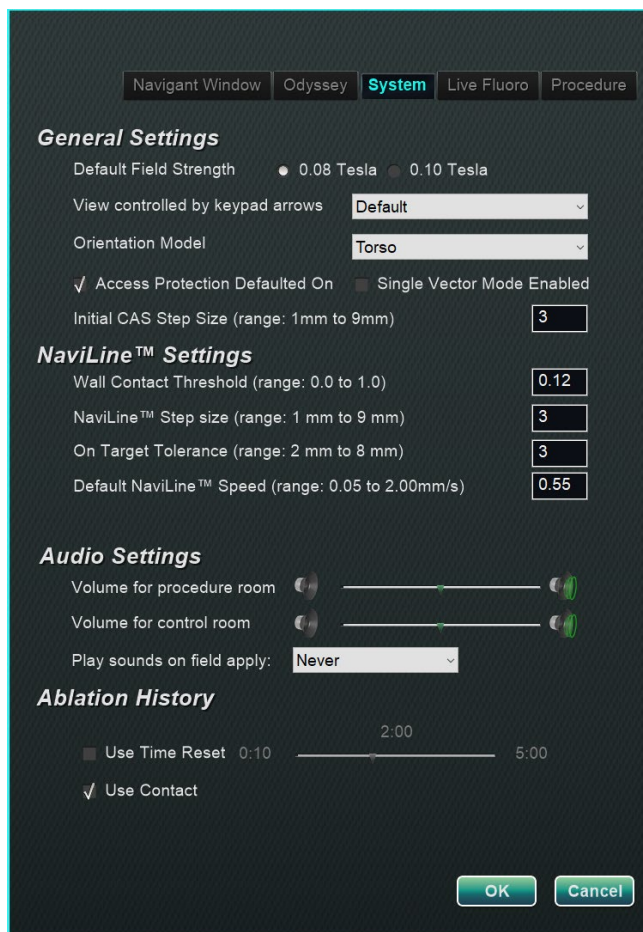 Navigant Window Odyssey System Live Fluoro Procedure
General Settings
Default Field Strength 0.08 Tesla 0.10 Tesla
View controlled by keypad arrows Default
Orientation Model Torso
Access Protection Defaulted On Single Vector Mode Enabled
Initial CAS Step Size (range: 1mm to 9mm) 3
NaviLine™ Settings
Wall Contact Threshold (range: 0.0 to 1.0) 0.12
NaviLine™ Step size (range: 1 mm to 9 mm) 3
On Target Tolerance (range: 2 mm to 8 mm) 3
Default NaviLine™ Speed (range: 0.05 to 2.00mm/s) 0.55
Audio Settings
Volume for procedure room
Volume for control room
Play sounds on field apply: Never
Ablation History
2:00
Use Time Reset 0:10 5:00
Use Contact
OK Cancel